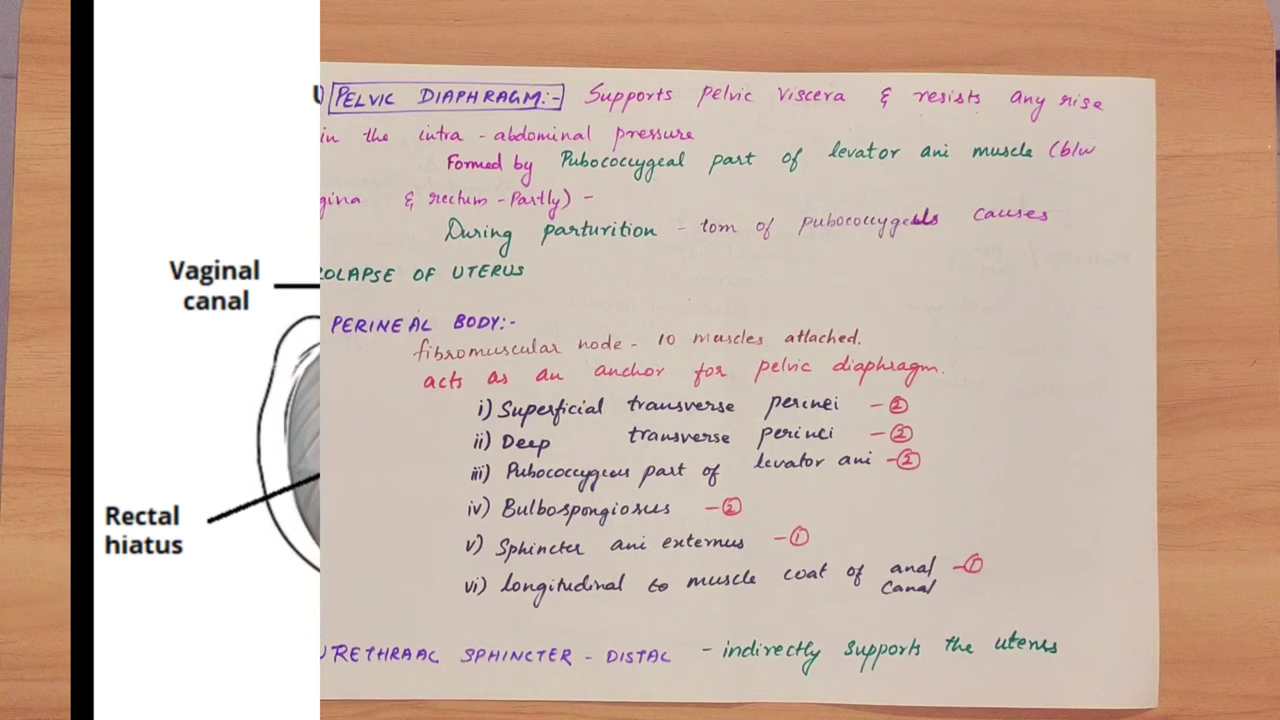 PELVIC DIAPHRAGM:- Supports pelvic viscera & resists any rise
in the intra - abdominal pressure
Formed by Pubococcygeal part of levator ani muscle (b/w
gina & rectum - Partly) -
During parturition - torn of pubococcygeus causes
OLAPSE OF UTERUS
Vaginal
canal
PERINEAL BODY:-
fibromuscular node - 10 muscles attached.
acts as an anchor for pelvic diaphragm.
i) Superficial transverse perinei - 2
ii) Deep transverse perinei - 2
iii) Pubococcygeus part of levator ani - 2
iv) Bulbospongiosus - 2
v) Sphincter ani externus - 1
vi) longitudinal to muscle coat of anal - 1
canal
Rectal
hiatus
RETHRAAL SPHINCTER - DISTAL - indirectly supports the uterus